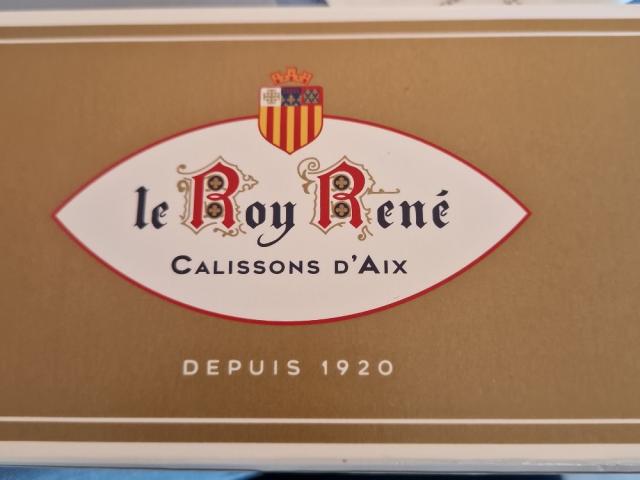 le Roy René
CALISSONS D'AIX
DEPUIS 1920